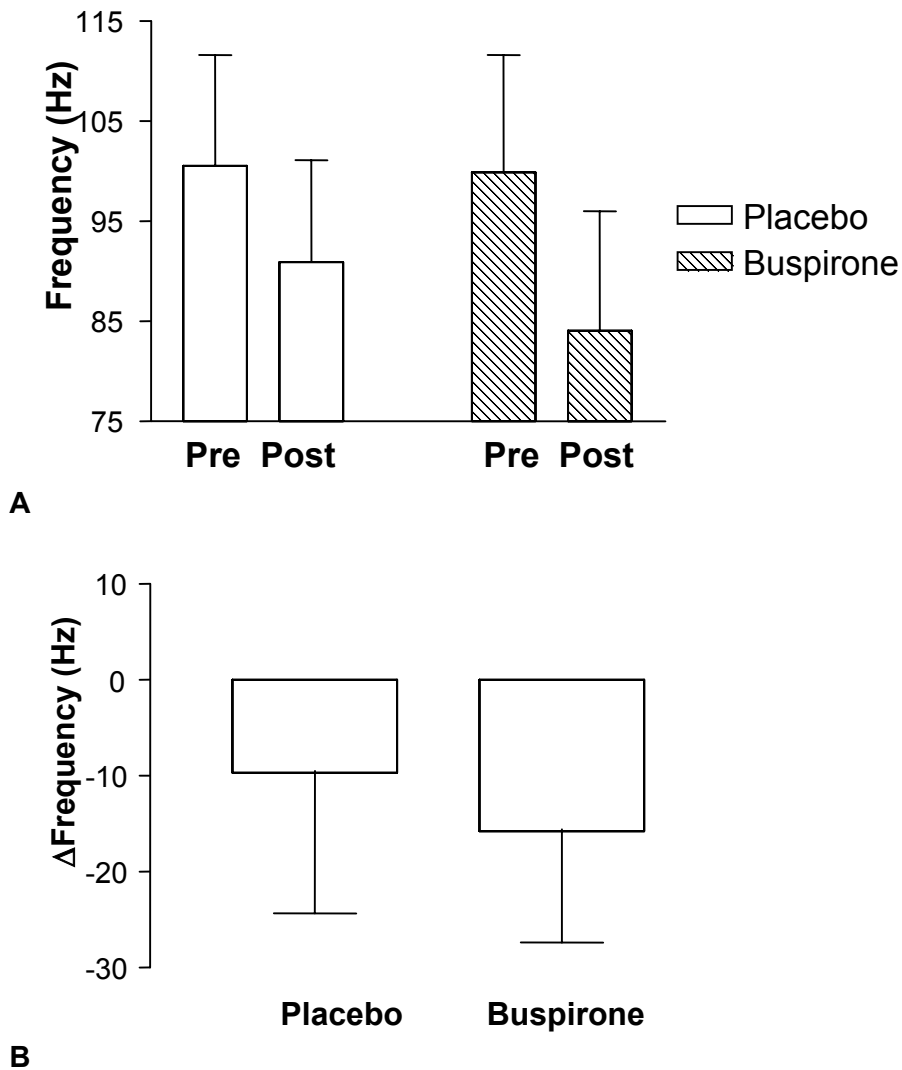 115
105
95
85
75
Frequency (Hz)
Placebo
Buspirone
Pre Post Pre Post
A
10
0
-10
-20
-30
ΔFrequency (Hz)
Placebo Buspirone
B